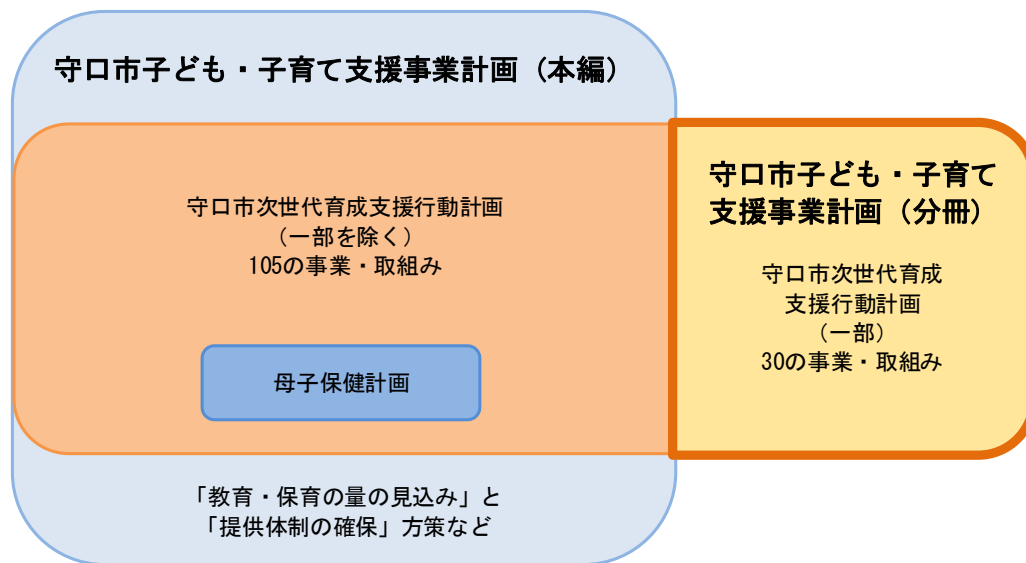 守口市子ども・子育て支援事業計画（本編）
守口市次世代育成支援行動計画
（一部を除く）
105の事業・取組み
母子保健計画
「教育・保育の量の見込み」と
「提供体制の確保」方策など
守口市子ども・子育て
支援事業計画（分冊）
守口市次世代育成
支援行動計画
（一部）
30の事業・取組み